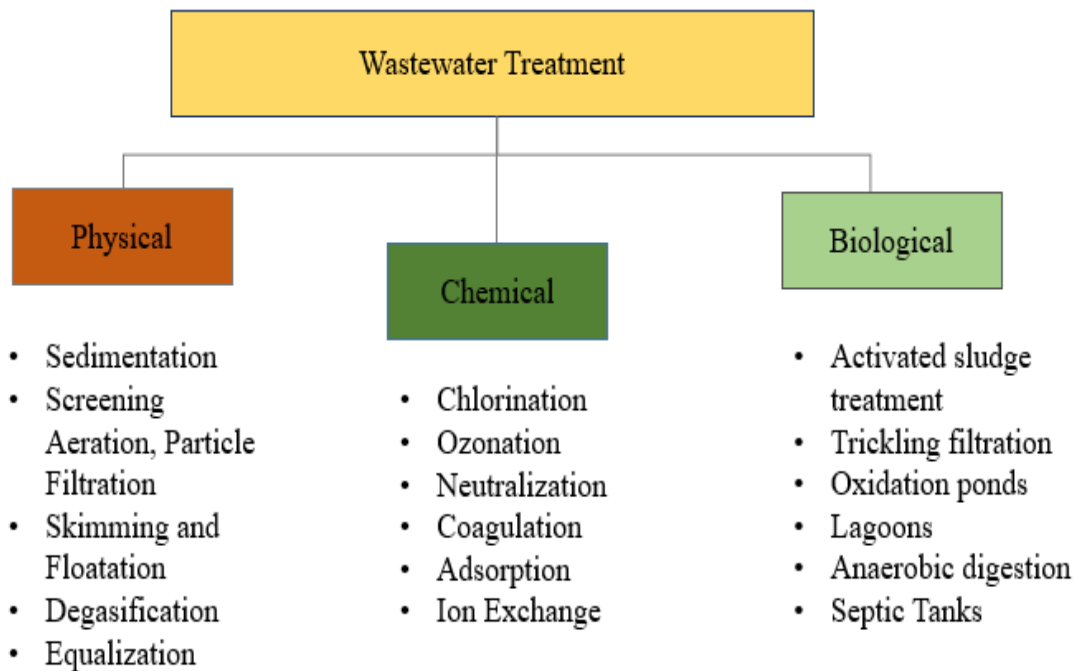 Wastewater Treatment
Physical
• Sedimentation
• Screening
Aeration, Particle
Filtration
• Skimming and
Floatation
• Degasification
• Equalization
Chemical
• Chlorination
• Ozonation
• Neutralization
• Coagulation
• Adsorption
• Ion Exchange
Biological
• Activated sludge
treatment
• Trickling filtration
• Oxidation ponds
• Lagoons
• Anaerobic digestion
• Septic Tanks